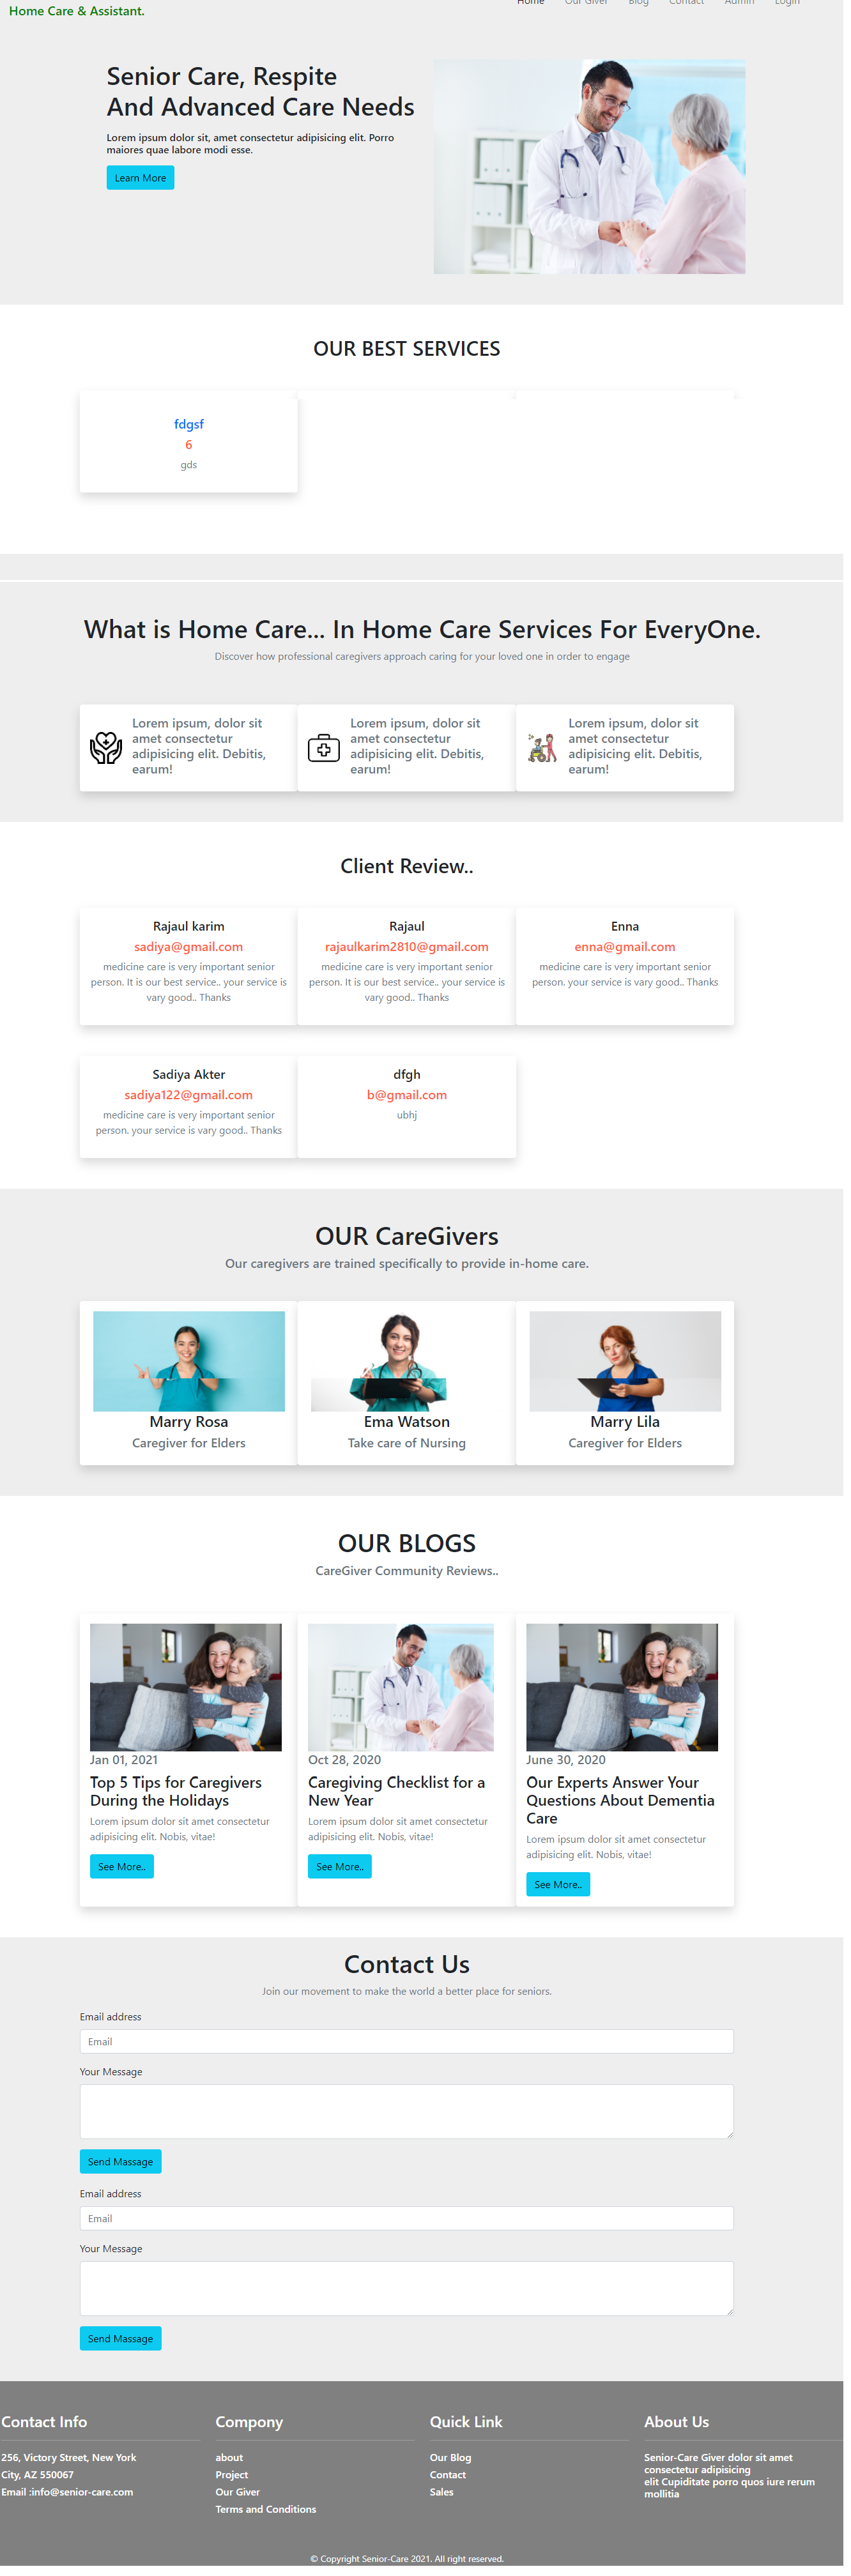 Home Care & Assistant.
Home Our Giver Blog Contact Admin Login
Senior Care, Respite
And Advanced Care Needs
Lorem ipsum dolor sit, amet consectetur adipisicing elit. Porro
maiores quae labore modi esse.
Learn More
OUR BEST SERVICES
fdgsf
6
gds
What is Home Care... In Home Care Services For EveryOne.
Discover how professional caregivers approach caring for your loved one in order to engage
Lorem ipsum, dolor sit
amet consectetur
adipisicing elit. Debitis,
earum!
Lorem ipsum, dolor sit
amet consectetur
adipisicing elit. Debitis,
earum!
Lorem ipsum, dolor sit
amet consectetur
adipisicing elit. Debitis,
earum!
Client Review..
Rajaul karim
sadiya@gmail.com
medicine care is very important senior
person. It is our best service.. your service is
vary good.. Thanks
Rajaul
rajaulkarim2810@gmail.com
medicine care is very important senior
person. It is our best service.. your service is
vary good.. Thanks
Enna
enna@gmail.com
medicine care is very important senior
person. your service is vary good.. Thanks
Sadiya Akter
sadiya122@gmail.com
medicine care is very important senior
person. your service is vary good.. Thanks
dfgh
b@gmail.com
ubhj
OUR CareGivers
Our caregivers are trained specifically to provide in-home care.
Marry Rosa
Caregiver for Elders
Ema Watson
Take care of Nursing
Marry Lila
Caregiver for Elders
OUR BLOGS
CareGiver Community Reviews..
Jan 01, 2021
Top 5 Tips for Caregivers
During the Holidays
Lorem ipsum dolor sit amet consectetur
adipisicing elit. Nobis, vitae!
See More..
Oct 28, 2020
Caregiving Checklist for a
New Year
Lorem ipsum dolor sit amet consectetur
adipisicing elit. Nobis, vitae!
See More..
June 30, 2020
Our Experts Answer Your
Questions About Dementia
Care
Lorem ipsum dolor sit amet consectetur
adipisicing elit. Nobis, vitae!
See More..
Contact Us
Join our movement to make the world a better place for seniors.
Email address
Email
Your Message
Send Massage
Email address
Email
Your Message
Send Massage
Contact Info
256, Victory Street, New York
City, AZ 550067
Email :info@senior-care.com
Compony
about
Project
Our Giver
Terms and Conditions
Quick Link
Our Blog
Contact
Sales
About Us
Senior-Care Giver dolor sit amet
consectetur adipisicing
elit Cupiditate porro quos iure rerum
mollitia
© Copyright Senior-Care 2021. All right reserved.